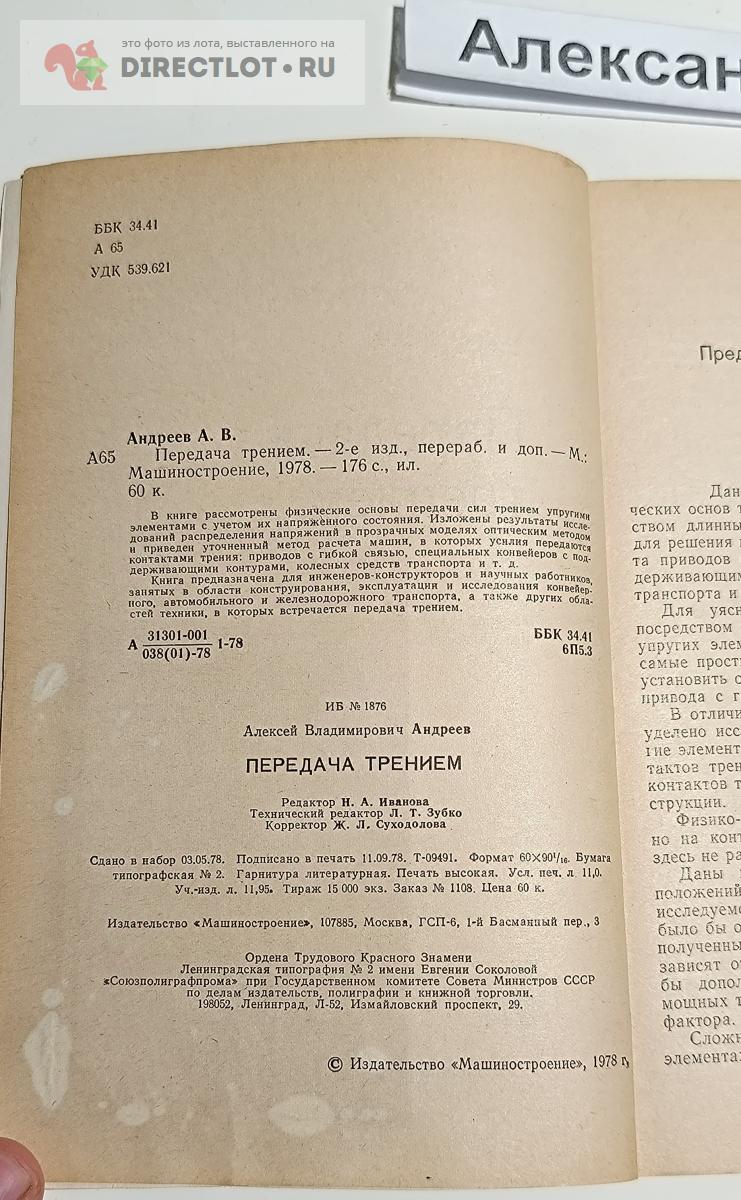 это фото из лота, выставленного на
DIRECTLOT.RU
Алексан
ББК 34.41
А 65
УДК 539.621
Андреев А. В.
А65 Передача трением. — 2-е изд., перераб. и доп. — М.:
Машиностроение, 1978. — 176 с., ил.
60 к.
В книге рассмотрены физические основы передачи сил трением упругими
элементами с учетом их напряженного состояния. Изложены результаты иссле-
дований распределения напряжений в прозрачных моделях оптическим методом
и приведен уточненный метод расчета машин, в которых усилия передаются
контактами трения: приводов с гибкой связью, специальных конвейеров с под-
держивающими контурами, колесных средств транспорта и т. д.
Книга предназначена для инженеров-конструкторов и научных работников,
занятых в области конструирования, эксплуатации и исследования конвейер-
ного, автомобильного и железнодорожного транспорта, а также других обла-
стей техники, в которых встречается передача трением.
А 31301-001 1-78
038(01)-78
ББК 34.41
6П5.3
ИБ № 1876
Алексей Владимирович Андреев
ПЕРЕДАЧА ТРЕНИЕМ
Редактор Н. А. Иванова
Технический редактор Л. Т. Зубко
Корректор Ж. Л. Суходолова
Сдано в набор 03.05.78. Подписано в печать 11.09.78. Т-09491. Формат 60×90¹/₁₆. Бумага
типографская № 2. Гарнитура литературная. Печать высокая. Усл. печ. л. 11,0.
Уч.-изд. л. 11,95. Тираж 15 000 экз. Заказ № 1108. Цена 60 к.
Издательство «Машиностроение», 107885, Москва, ГСП-6, 1-й Басманный пер., 3
Ордена Трудового Красного Знамени
Ленинградская типография № 2 имени Евгении Соколовой
«Союзполиграфпрома» при Государственном комитете Совета Министров СССР
по делам издательств, полиграфии и книжной торговли.
198052, Ленинград, Л-52, Измайловский проспект, 29.
© Издательство «Машиностроение», 1978 г.
Пред
Дан
ческих основ т
ством длинны
для решения
та приводов
держивающим
транспорта и
Для уясн
посредством
упругих элем
самые прост
установить с
привода с г
В отличи
уделено исс
ние элемент
тактов трен
контактов т
струкции.
Физико-
но на конт
здесь не ра
Даны
положений
исследуемо
было бы о
полученны
зависят от
бы допол
мощных т
фактора.
Сложн
элемента